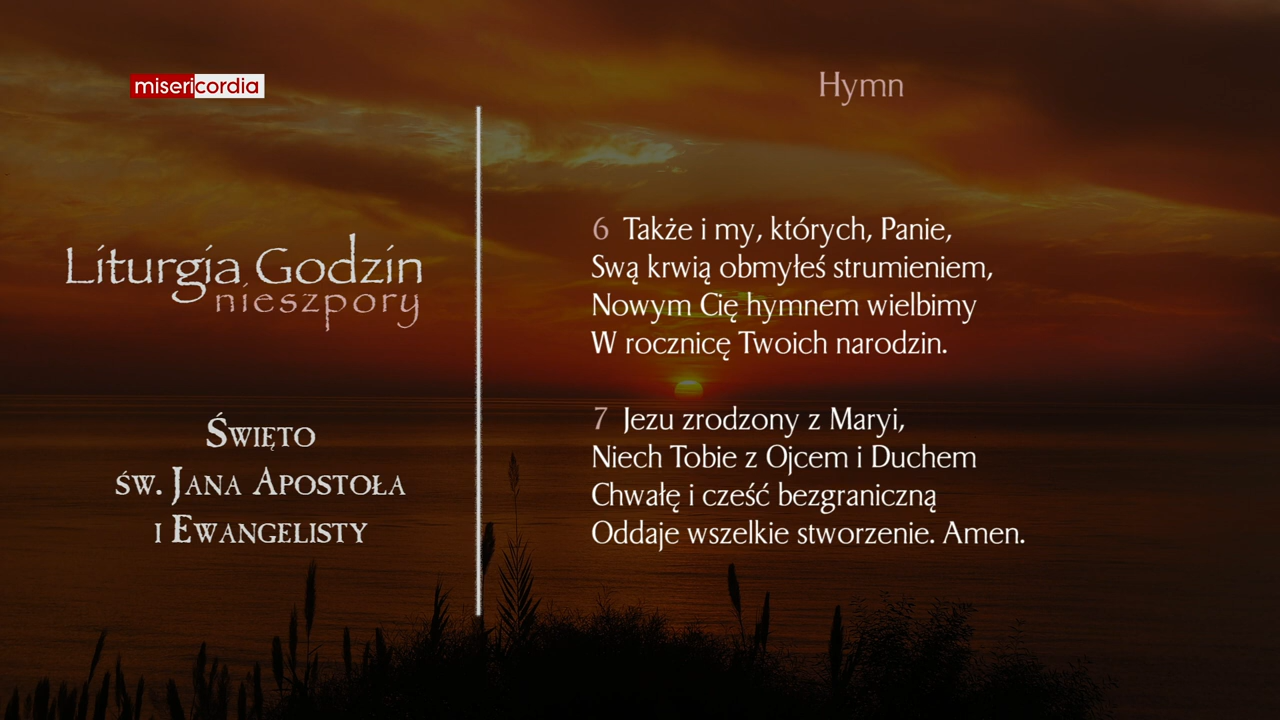 misericordia
Liturgia Godzin
nieszpory
Święto
św. Jana Apostoła
i Ewangelisty
Hymn
6 Także i my, których, Panie,
Swą krwią obmyłeś strumieniem,
Nowym Cię hymnem wielbimy
W rocznicę Twoich narodzin.
7 Jezu zrodzony z Maryi,
Niech Tobie z Ojcem i Duchem
Chwałę i cześć bezgraniczną
Oddaje wszelkie stworzenie. Amen.